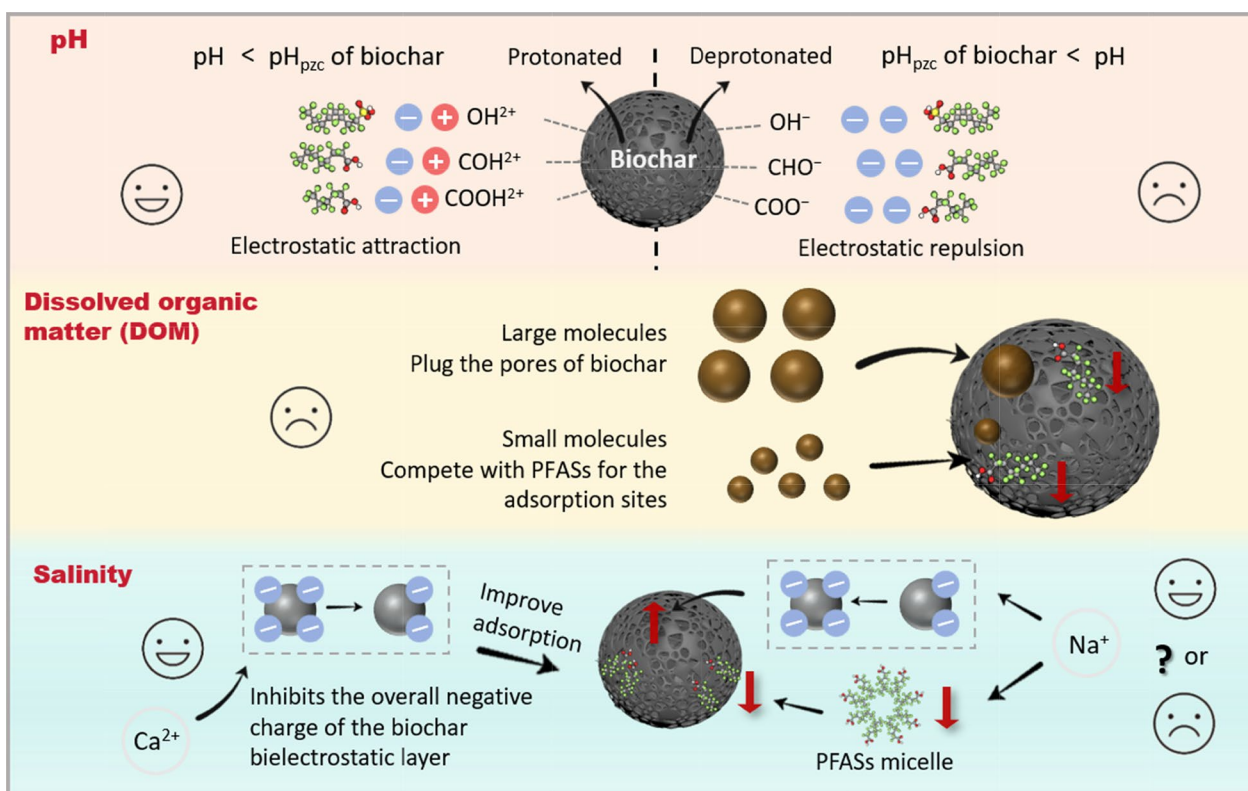 pH
pH < pHpzc of biochar
Protonated
Deprotonated
pHpzc of biochar < pH
− + OH²⁺
− + COH²⁺
− + COOH²⁺
Biochar
OH⁻ − −
CHO⁻ − −
COO⁻ − −
Electrostatic attraction
Electrostatic repulsion
Dissolved organic
matter (DOM)
Large molecules
Plug the pores of biochar
Small molecules
Compete with PFASs for the
adsorption sites
Salinity
Improve
adsorption
Ca²⁺
Inhibits the overall negative
charge of the biochar
bielectrostatic layer
Na⁺
? or
PFASs micelle